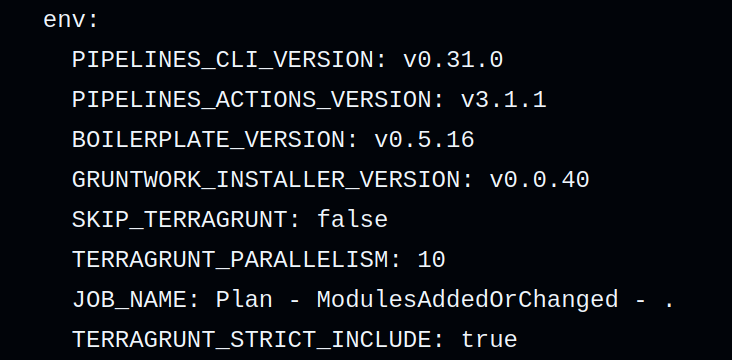 env:
PIPELINES_CLI_VERSION: v0.31.0
PIPELINES_ACTIONS_VERSION: v3.1.1
BOILERPLATE_VERSION: v0.5.16
GRUNTWORK_INSTALLER_VERSION: v0.0.40
SKIP_TERRAGRUNT: false
TERRAGRUNT_PARALLELISM: 10
JOB_NAME: Plan - ModulesAddedOrChanged - .
TERRAGRUNT_STRICT_INCLUDE: true